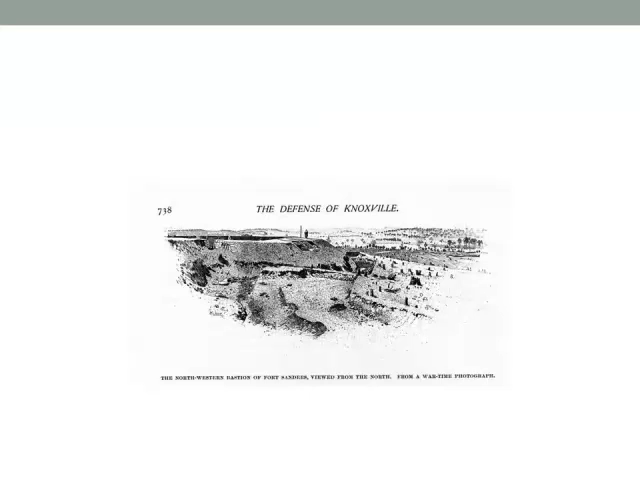 738 THE DEFENSE OF KNOXVILLE.
THE NORTH-WESTERN BASTION OF FORT SANDERS, VIEWED FROM THE NORTH. FROM A WAR-TIME PHOTOGRAPH.